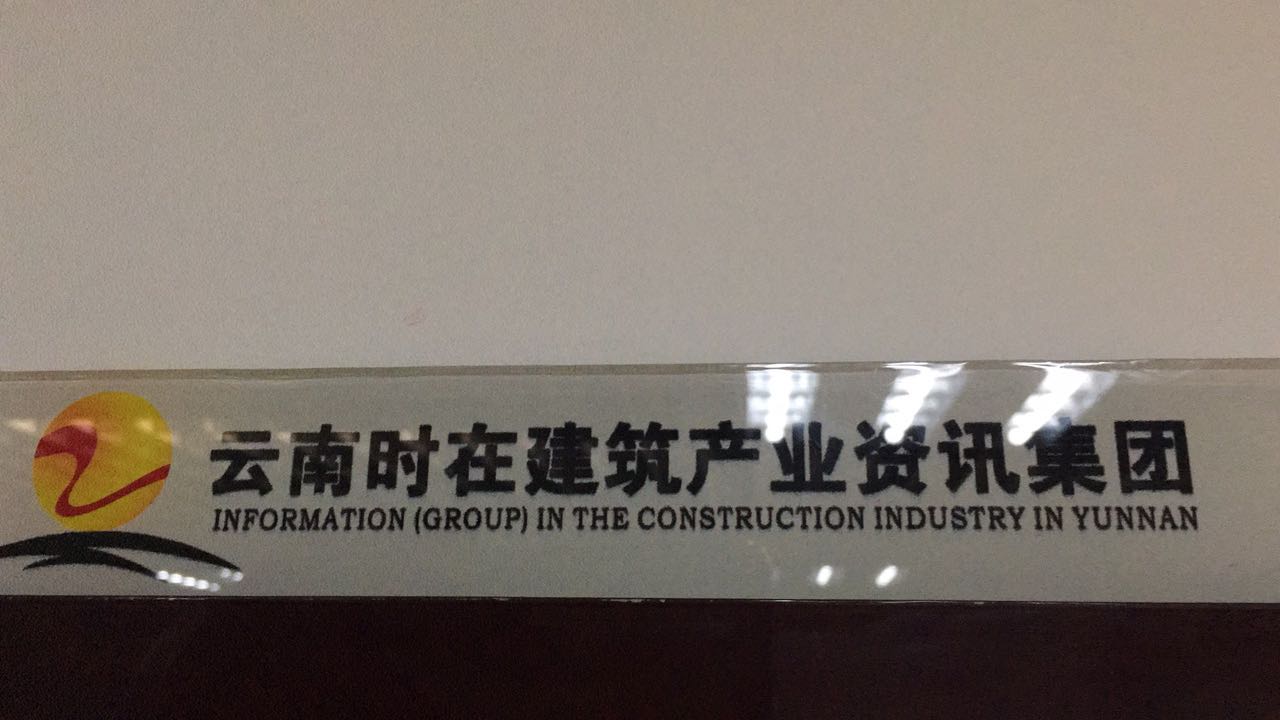 云南时在建筑产业资讯集团
INFORMATION (GROUP) IN THE CONSTRUCTION INDUSTRY IN YUNNAN